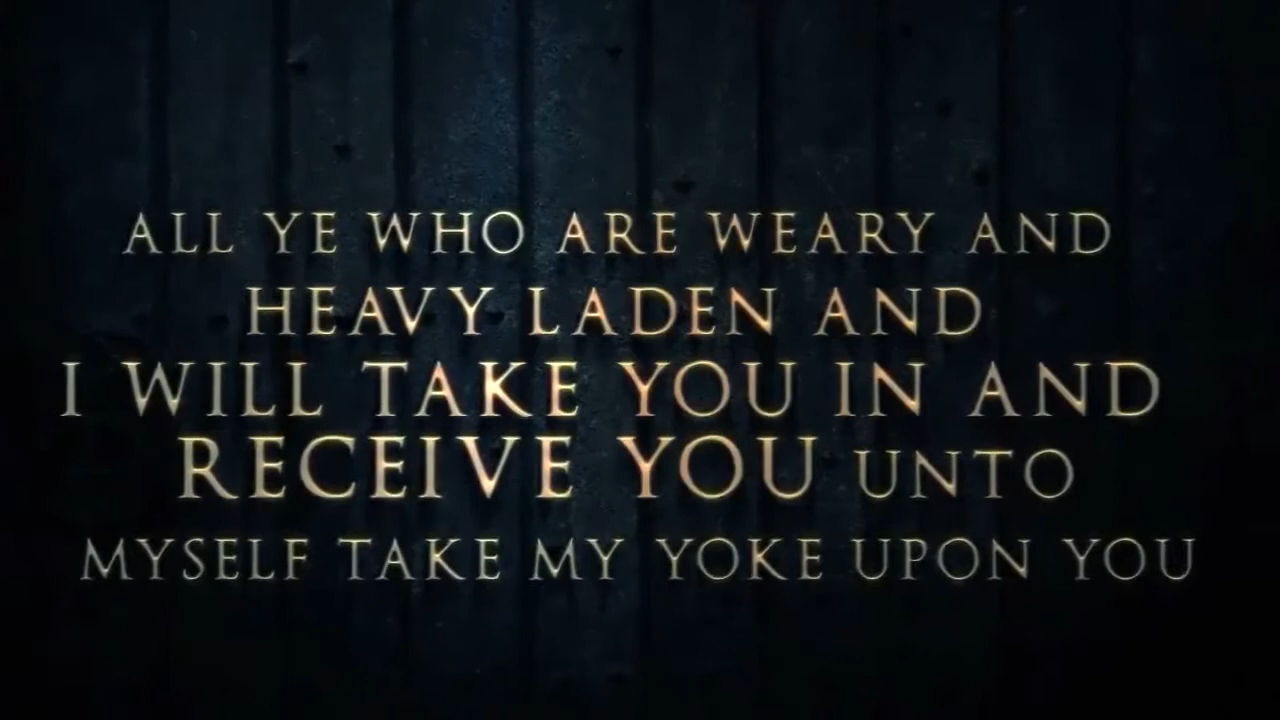 ALL YE WHO ARE WEARY AND
HEAVY LADEN AND
I WILL TAKE YOU IN AND
RECEIVE YOU UNTO
MYSELF TAKE MY YOKE UPON YOU